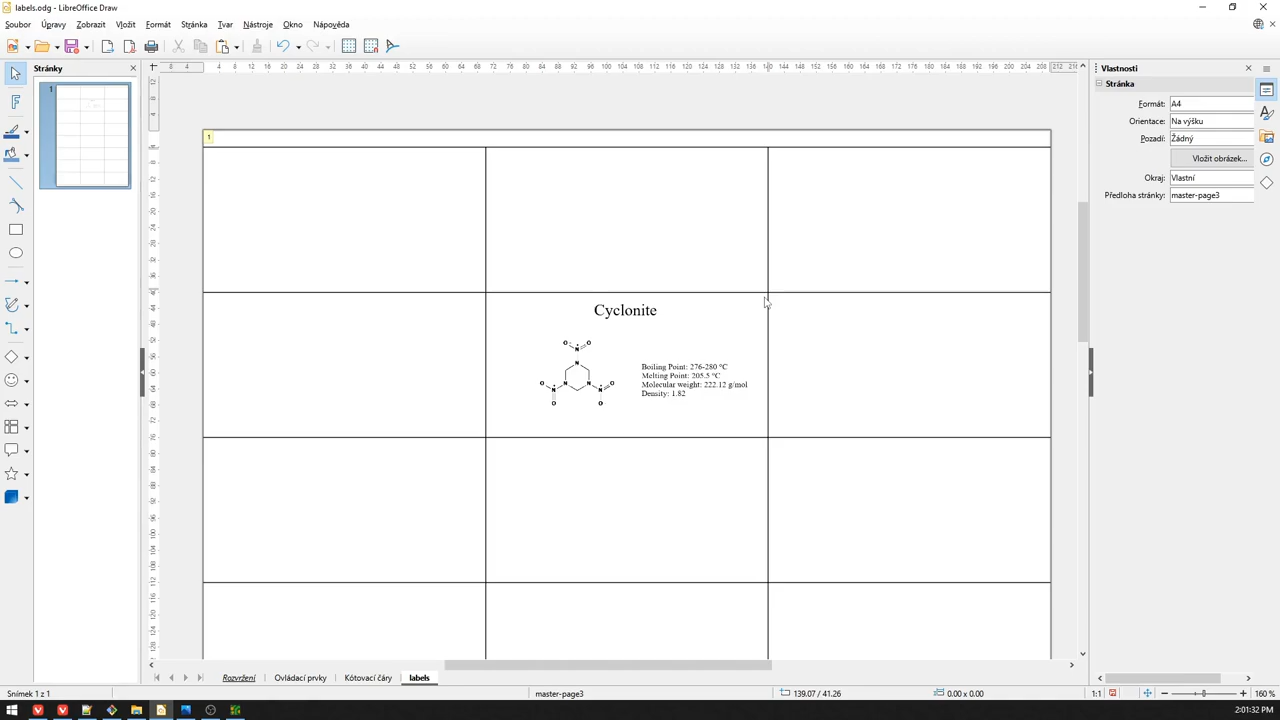 labels.odg - LibreOffice Draw
Soubor Úpravy Zobrazit Vložit Formát Stránka Tvar Nástroje Okno Nápověda
Stránky
Vlastnosti
Stránka
Formát: A4
Orientace: Na výšku
Pozadí: Žádný
Vložit obrázek...
Okraj: Vlastní
Předloha stránky: master-page3
1
1
Cyclonite
Boiling Point: 276-280 °C
Melting Point: 205.5 °C
Molecular weight: 222.12 g/mol
Density: 1.82
Rozvržení Ovládací prvky Kótovací čáry labels
Snímek 1 z 1 master-page3 139.07 / 41.26 0.00 x 0.00 1:1 160 %
2:01:32 PM